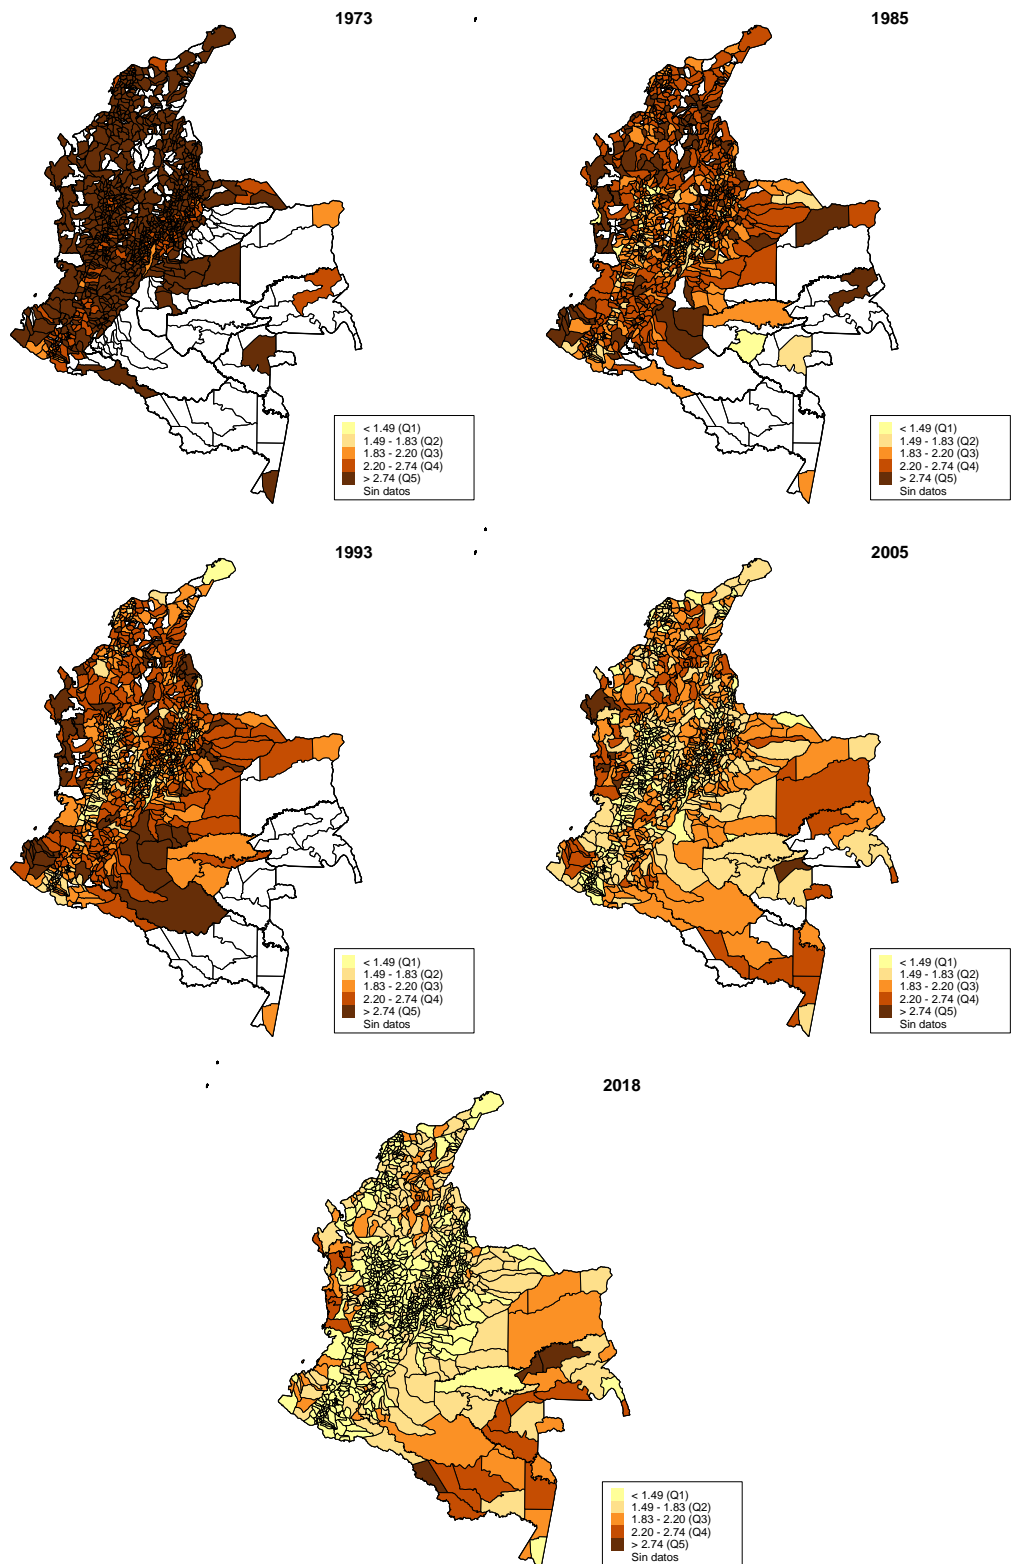 1973
1985
< 1.49 (Q1)
1.49 - 1.83 (Q2)
1.83 - 2.20 (Q3)
2.20 - 2.74 (Q4)
> 2.74 (Q5)
Sin datos
< 1.49 (Q1)
1.49 - 1.83 (Q2)
1.83 - 2.20 (Q3)
2.20 - 2.74 (Q4)
> 2.74 (Q5)
Sin datos
1993
2005
< 1.49 (Q1)
1.49 - 1.83 (Q2)
1.83 - 2.20 (Q3)
2.20 - 2.74 (Q4)
> 2.74 (Q5)
Sin datos
< 1.49 (Q1)
1.49 - 1.83 (Q2)
1.83 - 2.20 (Q3)
2.20 - 2.74 (Q4)
> 2.74 (Q5)
Sin datos
2018
< 1.49 (Q1)
1.49 - 1.83 (Q2)
1.83 - 2.20 (Q3)
2.20 - 2.74 (Q4)
> 2.74 (Q5)
Sin datos